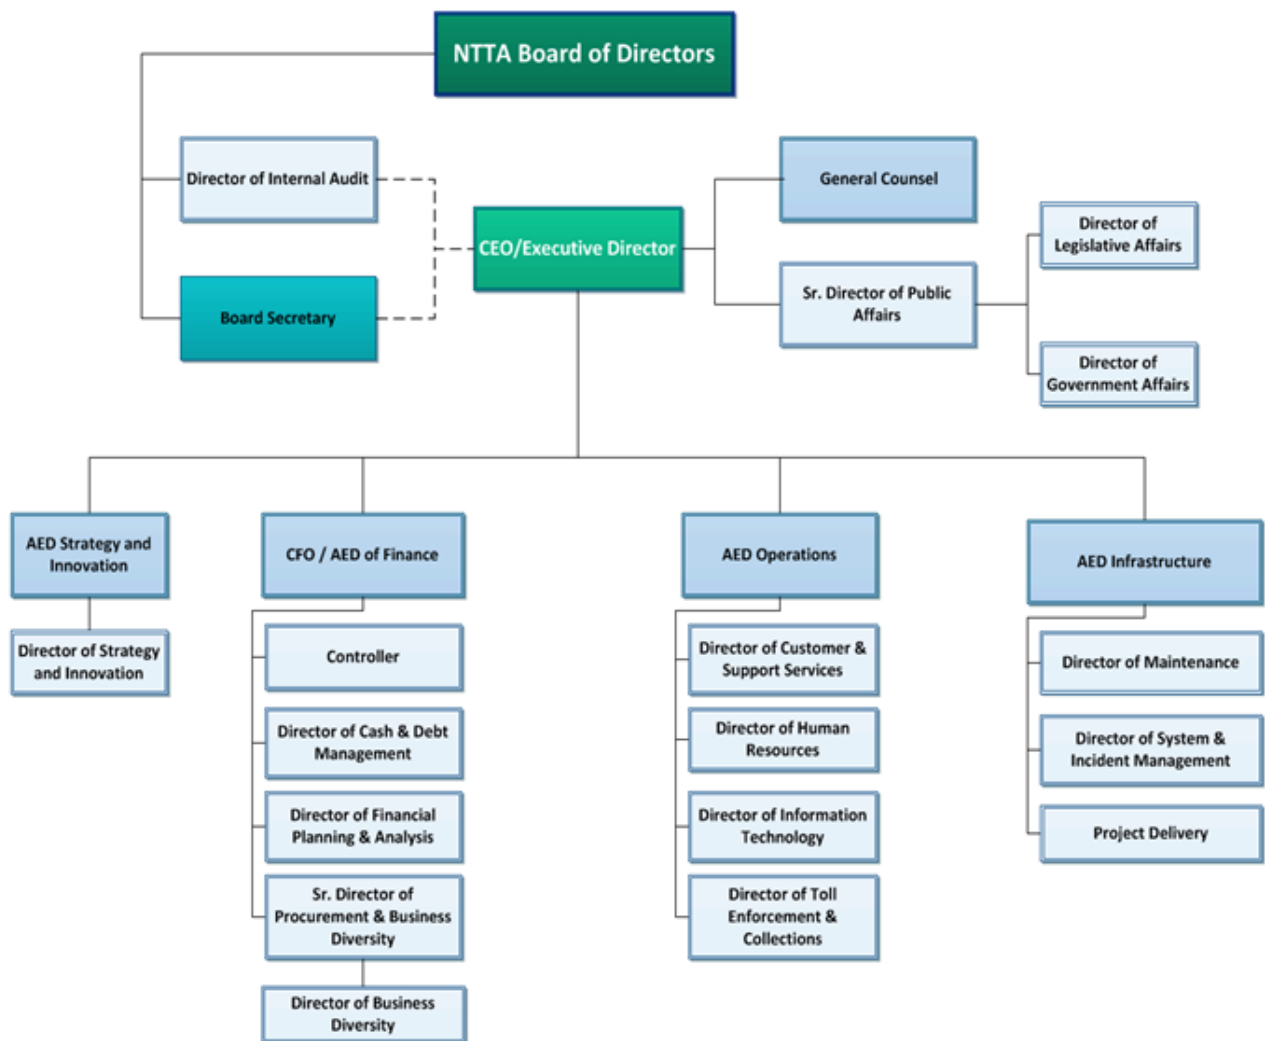 NTTA Board of Directors
Director of Internal Audit
General Counsel
CEO/Executive Director
Director of
Legislative Affairs
Board Secretary
Sr. Director of Public
Affairs
Director of
Government Affairs
AED Strategy and
Innovation
Director of Strategy
and Innovation
CFO / AED of Finance
Controller
Director of Cash & Debt
Management
Director of Financial
Planning & Analysis
Sr. Director of
Procurement & Business
Diversity
Director of Business
Diversity
AED Operations
Director of Customer &
Support Services
Director of Human
Resources
Director of Information
Technology
Director of Toll
Enforcement &
Collections
AED Infrastructure
Director of Maintenance
Director of System &
Incident Management
Project Delivery